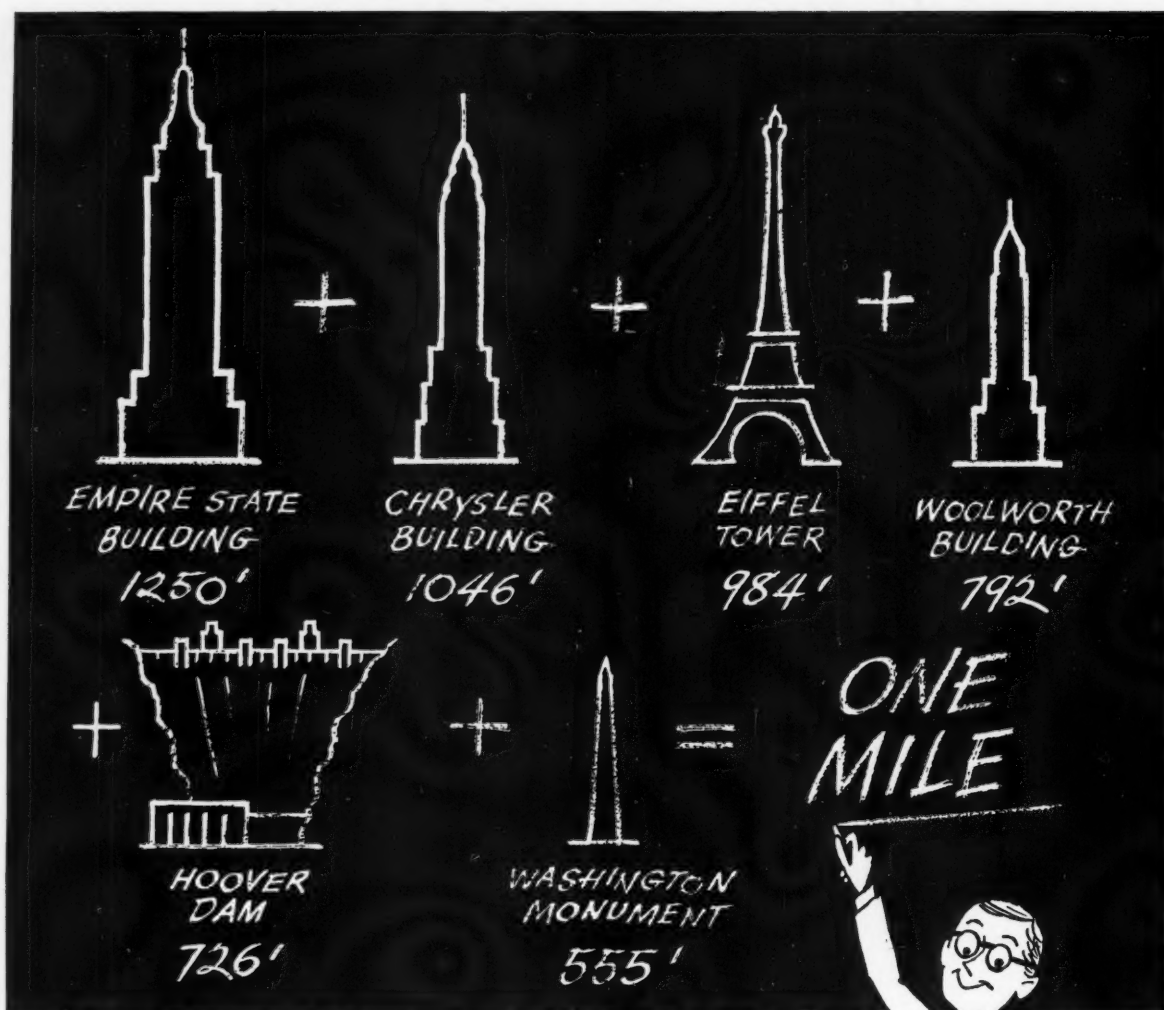 EMPIRE STATE
BUILDING
1250'
CHRYSLER
BUILDING
1046'
EIFFEL
TOWER
984'
WOOLWORTH
BUILDING
792'
HOOVER
DAM
726'
WASHINGTON
MONUMENT
555'
ONE
MILE